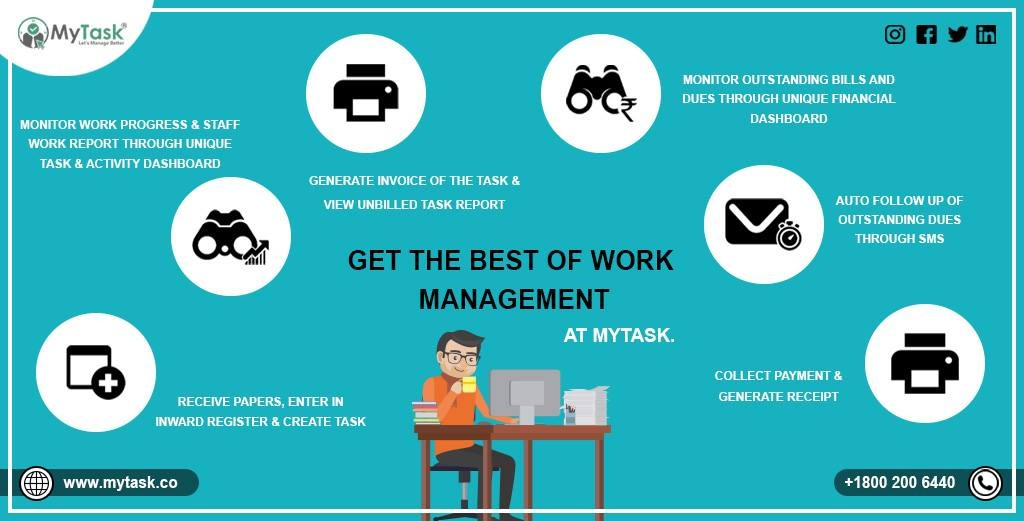 MyTask®
Let's Manage Better
MONITOR WORK PROGRESS & STAFF
WORK REPORT THROUGH UNIQUE
TASK & ACTIVITY DASHBOARD
GENERATE INVOICE OF THE TASK &
VIEW UNBILLED TASK REPORT
MONITOR OUTSTANDING BILLS AND
DUES THROUGH UNIQUE FINANCIAL
DASHBOARD
₹
AUTO FOLLOW UP OF
OUTSTANDING DUES
THROUGH SMS
GET THE BEST OF WORK
MANAGEMENT
AT MYTASK.
RECEIVE PAPERS, ENTER IN
INWARD REGISTER & CREATE TASK
COLLECT PAYMENT &
GENERATE RECEIPT
www.mytask.co
+1800 200 6440